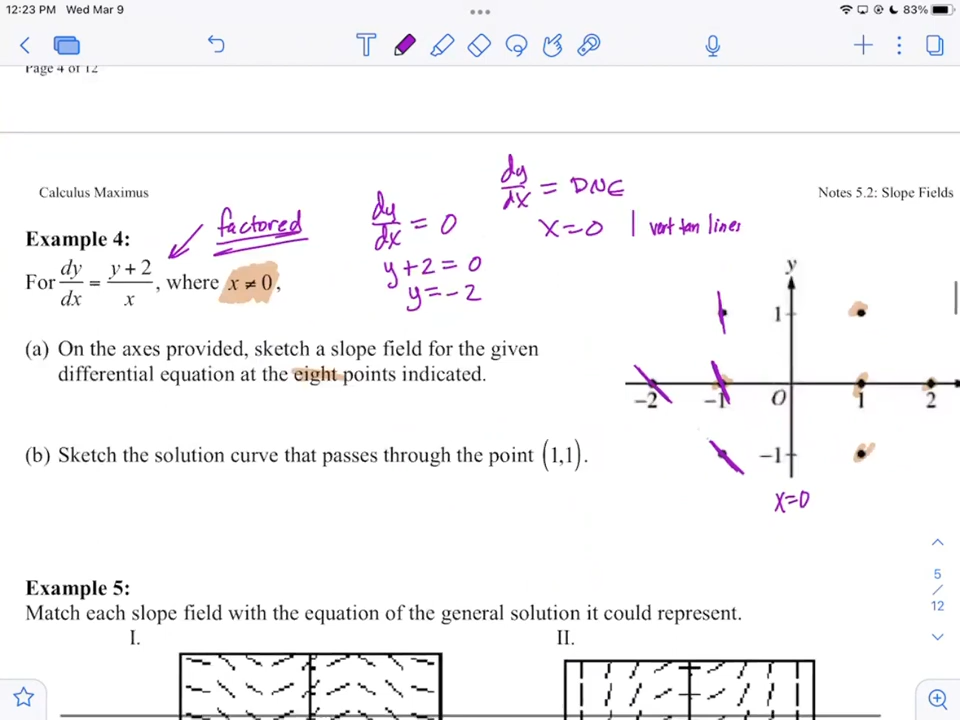 12:23 PM Mon Mar 9
83%
Page 4 of 12
Calculus Maximus
Notes 5.2: Slope Fields
dy/dx = DNE
x=0 | vert tan lines
factored
dy/dx = 0
y+2=0
y=-2
Example 4:
For dy/dx = y + 2/x, where x ≠ 0,
(a) On the axes provided, sketch a slope field for the given
differential equation at the eight points indicated.
(b) Sketch the solution curve that passes through the point (1,1).
y
1
−2 −1 O 1 2
−1
x=0
Example 5:
Match each slope field with the equation of the general solution it could represent.
I. II.
5
/
12